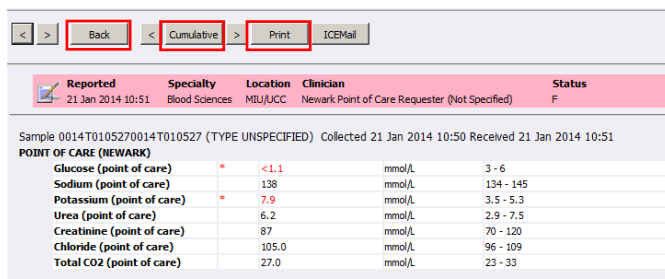 < > Back < Cumulative > Print ICEMail
Reported Specialty Location Clinician Status
21 Jan 2014 10:51 Blood Sciences MIU/UCC Newark Point of Care Requester (Not Specified) F
Sample 0014T0105270014T010527 (TYPE UNSPECIFIED) Collected 21 Jan 2014 10:50 Received 21 Jan 2014 10:51
POINT OF CARE (NEWARK)
Glucose (point of care) * <1.1 mmol/L 3 - 6
Sodium (point of care) 138 mmol/L 134 - 145
Potassium (point of care) * 7.9 mmol/L 3.5 - 5.3
Urea (point of care) 6.2 mmol/L 2.9 - 7.5
Creatinine (point of care) 87 mmol/L 70 - 120
Chloride (point of care) 105.0 mmol/L 96 - 109
Total CO2 (point of care) 27.0 mmol/L 23 - 33